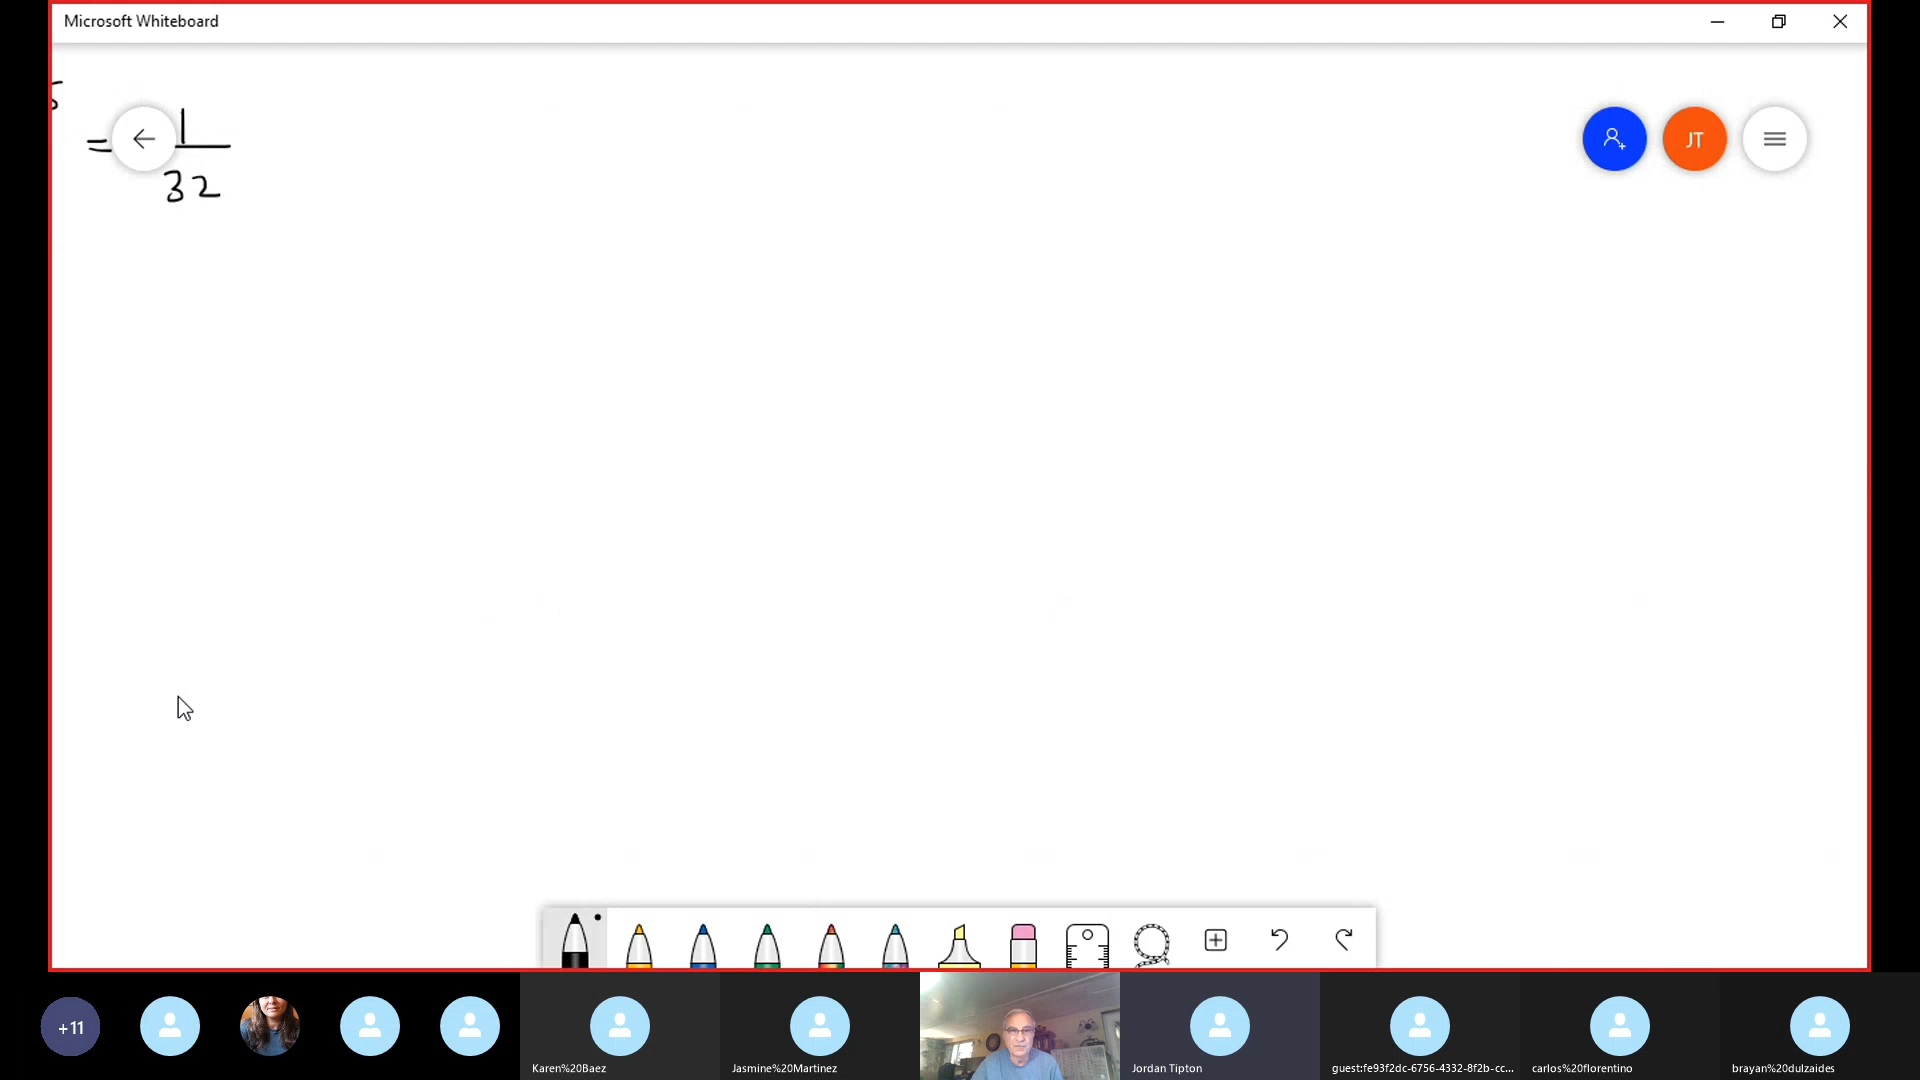 Microsoft Whiteboard
5
= 1
32
JT
+11
Karen%20Baez
Jasmine%20Martinez
Jordan Tipton
guest:fe93f2dc-6756-4332-8f2b-cc...
carlos%20florentino
brayan%20dulzaides